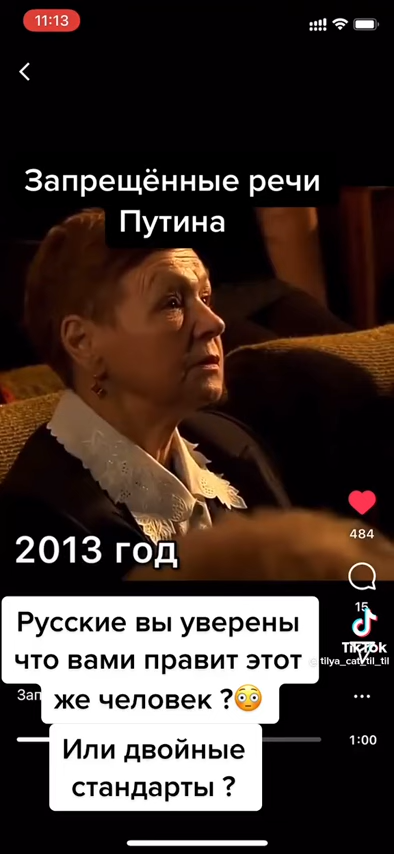 11:13
Запрещённые речи
Путина
2013 год
484
15
TikTok
Русские вы уверены
что вами правит этот
же человек ?😳
Зап
1:00
Или двойные
стандарты ?